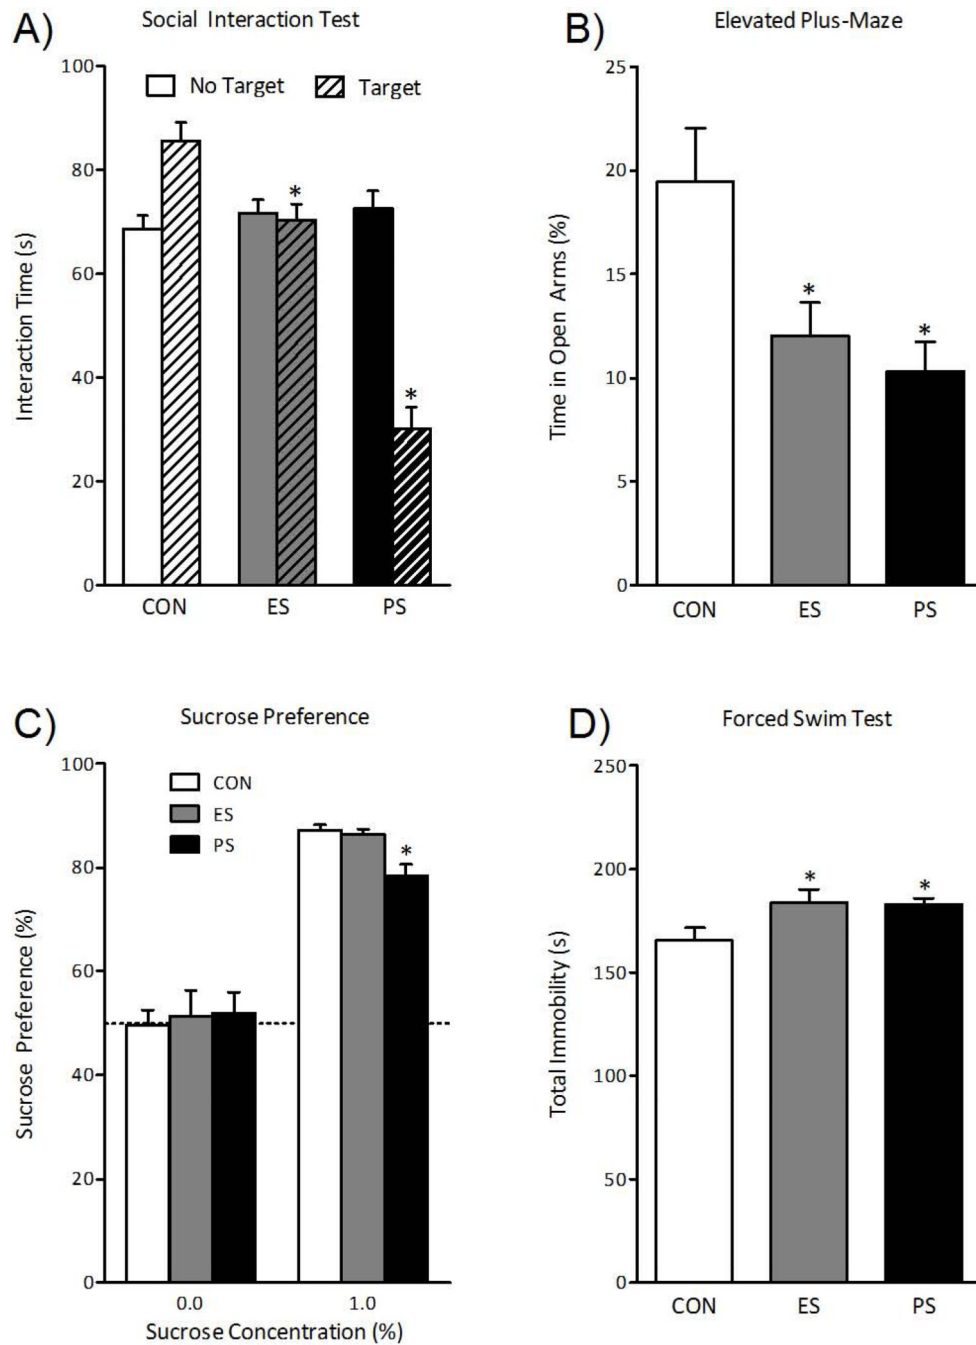 A)
Social Interaction Test
No Target
Target
Interaction Time (s)
100
80
60
40
20
0
*
*
CON ES PS
B)
Elevated Plus-Maze
Time in Open Arms (%)
25
20
15
10
5
0
*
*
CON ES PS
C)
Sucrose Preference
CON
ES
PS
Sucrose Preference (%)
100
80
60
40
20
0
*
0.0 1.0
Sucrose Concentration (%)
D)
Forced Swim Test
Total Immobility (s)
250
200
150
100
50
0
*
*
CON ES PS